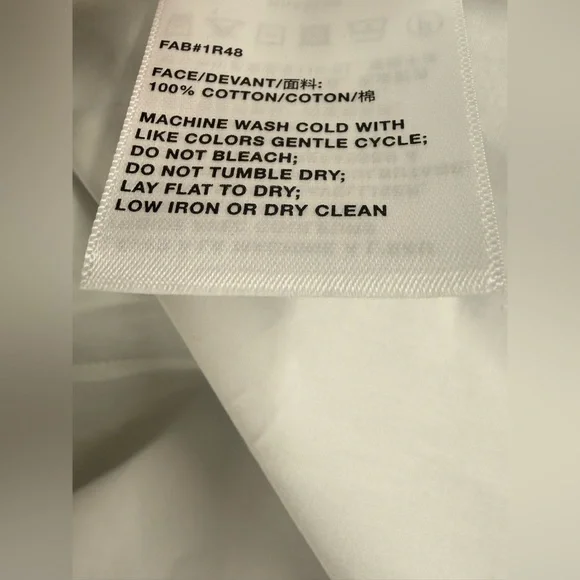 FAB#1R48
FACE/DEVANT/面料:
100% COTTON/COTON/棉
MACHINE WASH COLD WITH
LIKE COLORS GENTLE CYCLE;
DO NOT BLEACH;
DO NOT TUMBLE DRY;
LAY FLAT TO DRY;
LOW IRON OR DRY CLEAN